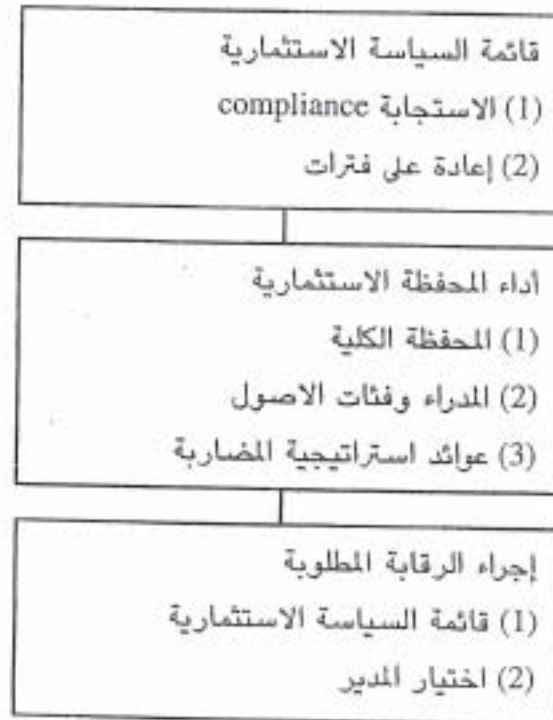 قائمة السياسة الاستثمارية
(1) الاستجابة compliance
(2) إعادة على فترات
أداء المحفظة الاستثمارية
(1) المحفظة الكلية
(2) المدراء وفئات الاصول
(3) عوائد استراتيجية المضاربة
إجراء الرقابة المطلوبة
(1) قائمة السياسة الاستثمارية
(2) اختيار المدير